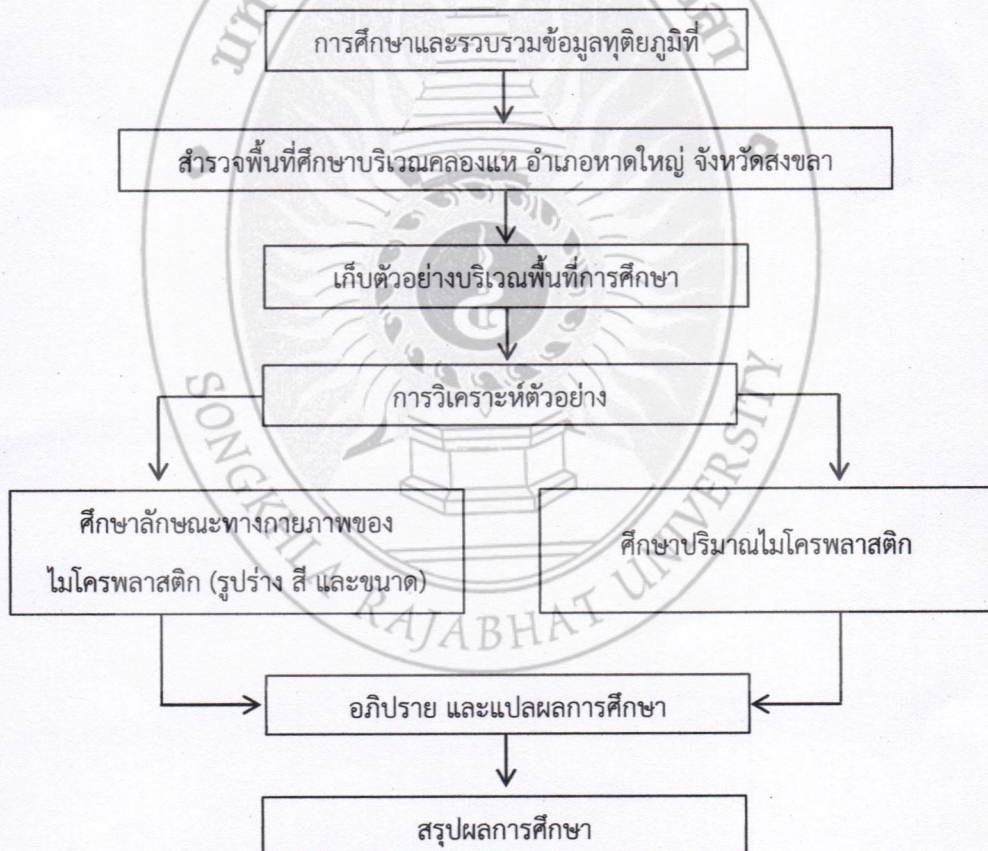 การศึกษาและรวบรวมข้อมูลทุติยภูมิที่
สำรวจพื้นที่ศึกษาบริเวณคลองแห อำเภอหาดใหญ่ จังหวัดสงขลา
เก็บตัวอย่างบริเวณพื้นที่การศึกษา
การวิเคราะห์ตัวอย่าง
ศึกษาลักษณะทางกายภาพของ
ไมโครพลาสติก (รูปร่าง สี และขนาด)
ศึกษาปริมาณไมโครพลาสติก
อภิปราย และแปลผลการศึกษา
สรุปผลการศึกษา
SONGKHLA RAJABHAT UNIVERSITY